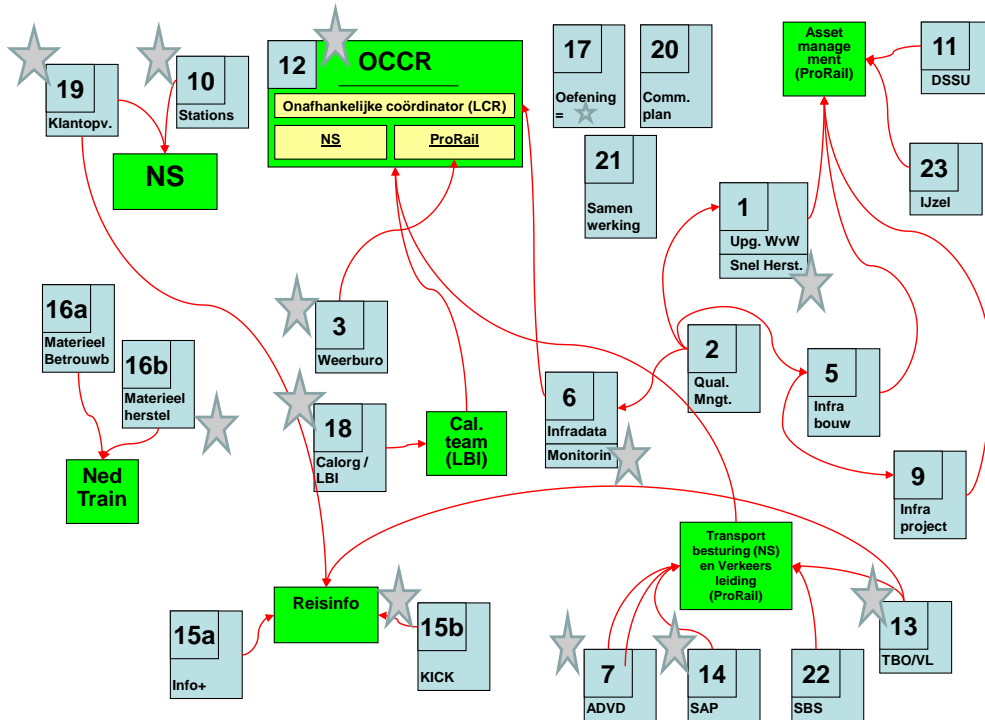 19
Klantopv.
10
Stations
NS
12
OCCR
Onafhankelijke coördinator (LCR)
NS
ProRail
17
Oefening
=
20
Comm.
plan
21
Samen
werking
Asset
manage
ment
(ProRail)
11
DSSU
23
IJzel
1
Upg. WvW
Snel Herst.
16a
Materieel
Betrouwb
16b
Materieel
herstel
Ned
Train
3
Weerburo
18
Calorg /
LBI
Cal.
team
(LBI)
6
Infradata
Monitorin
2
Qual.
Mngt.
5
Infra
bouw
9
Infra
project
Transport
besturing (NS)
en Verkeers
leiding
(ProRail)
Reisinfo
15a
Info+
15b
KICK
7
ADVD
14
SAP
22
SBS
13
TBO/VL